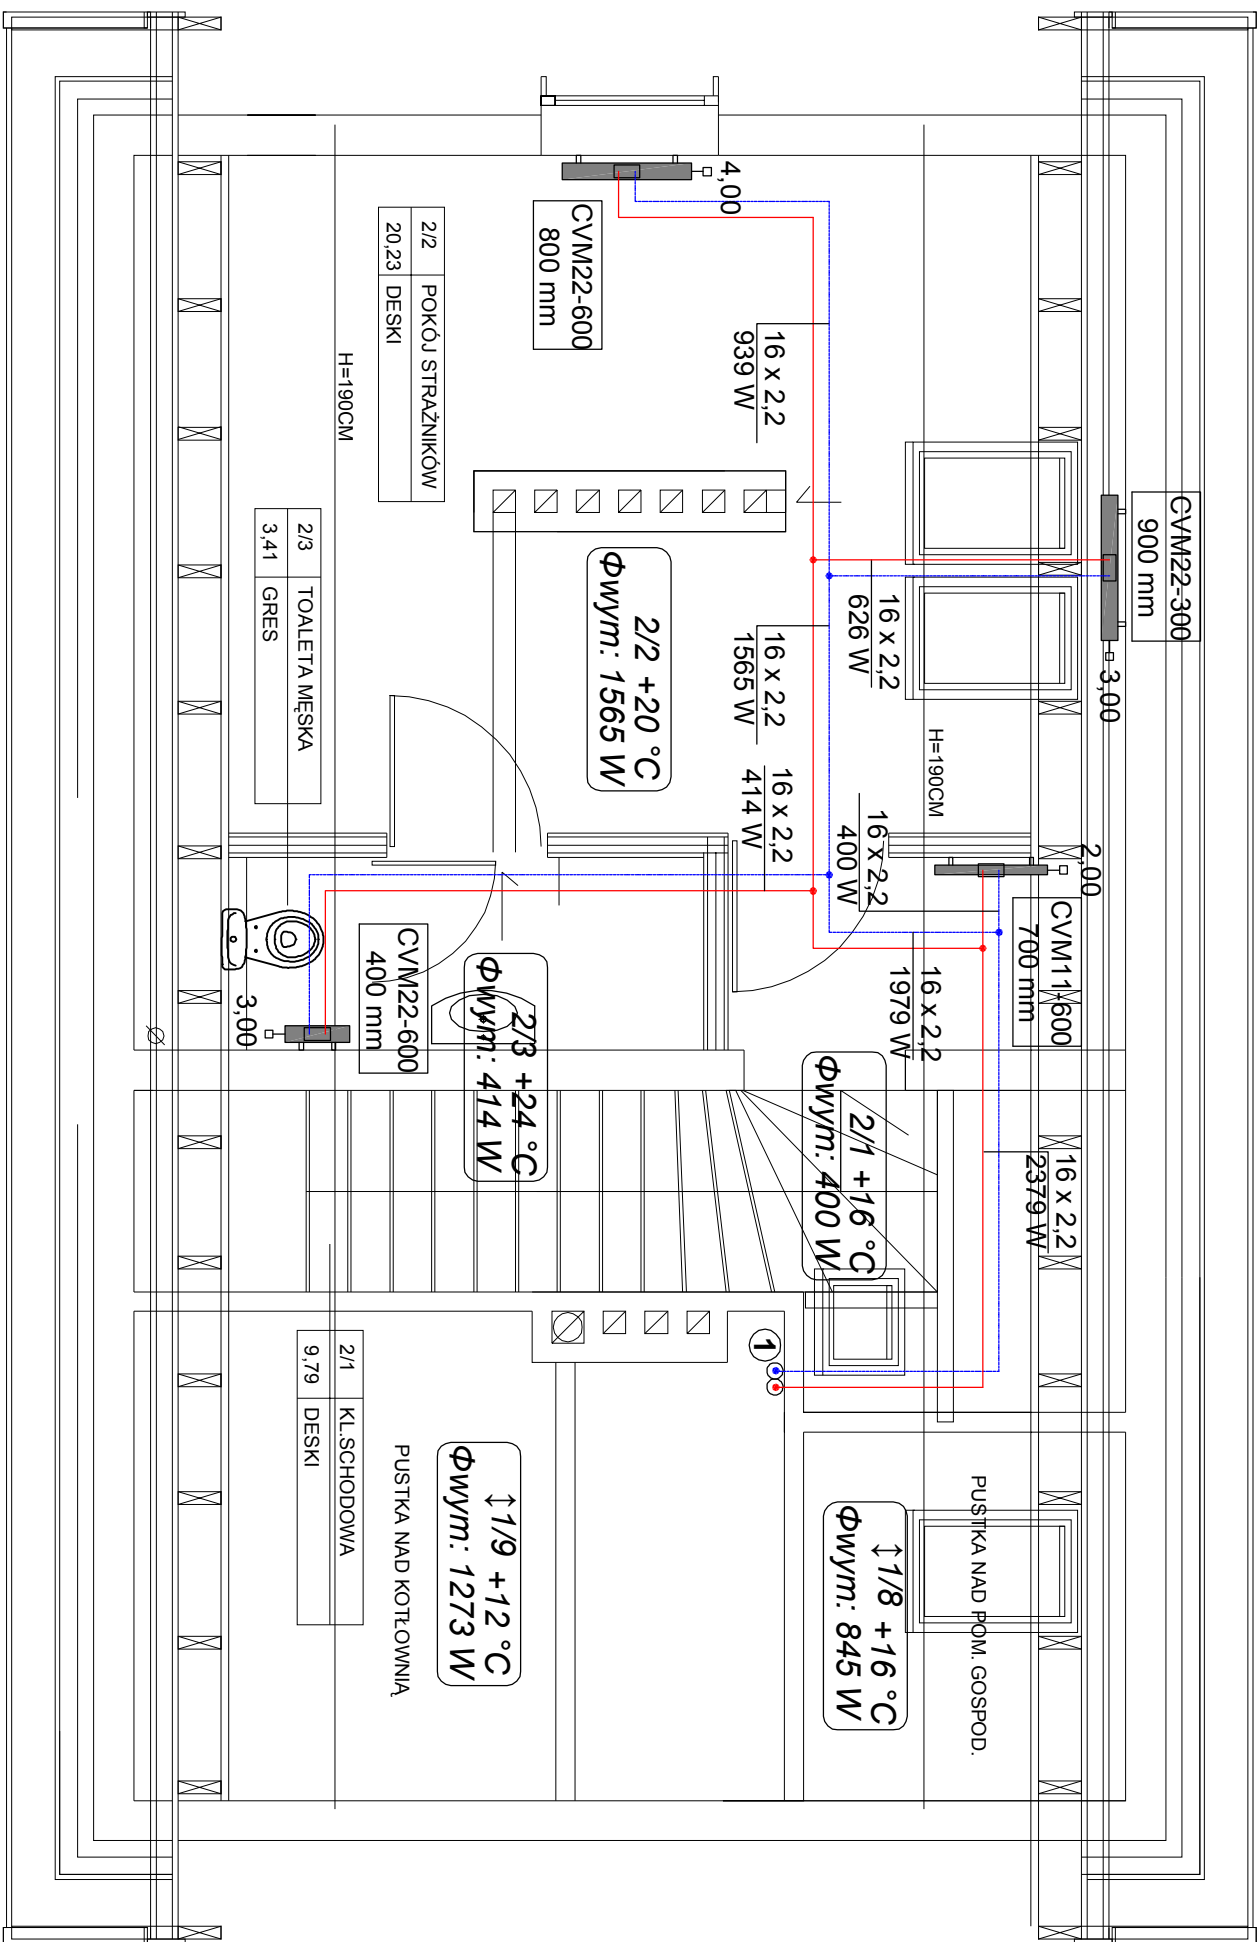 CVM22-300
900 mm
3,00
4,00
CVM22-600
800 mm
16 x 2,2
939 W
2/2 POKÓJ STRAŻNIKÓW
20,23 DESKI
H=190CM
16 x 2,2
626 W
16 x 2,2
1565 W
2/2 +20 °C
Φwym: 1565 W
2/3 TOALETA MĘSKA
3,41 GRES
H=190CM
16 x 2,2
414 W
16 x 2,2
400 W
2,00
CVM11-600
700 mm
16 x 2,2
1979 W
CVM22-600
400 mm
3,00
2/3 +24 °C
Φwym: 414 W
2/1 +16 °C
Φwym: 400 W
16 x 2,2
2379 W
1
2/1 KL.SCHODOWA
9,79 DESKI
PUSTKA NAD KOTŁOWNIĄ
↕1/9 +12 °C
Φwym: 1273 W
↕1/8 +16 °C
Φwym: 845 W
PUSTKA NAD POM. GOSPOD.